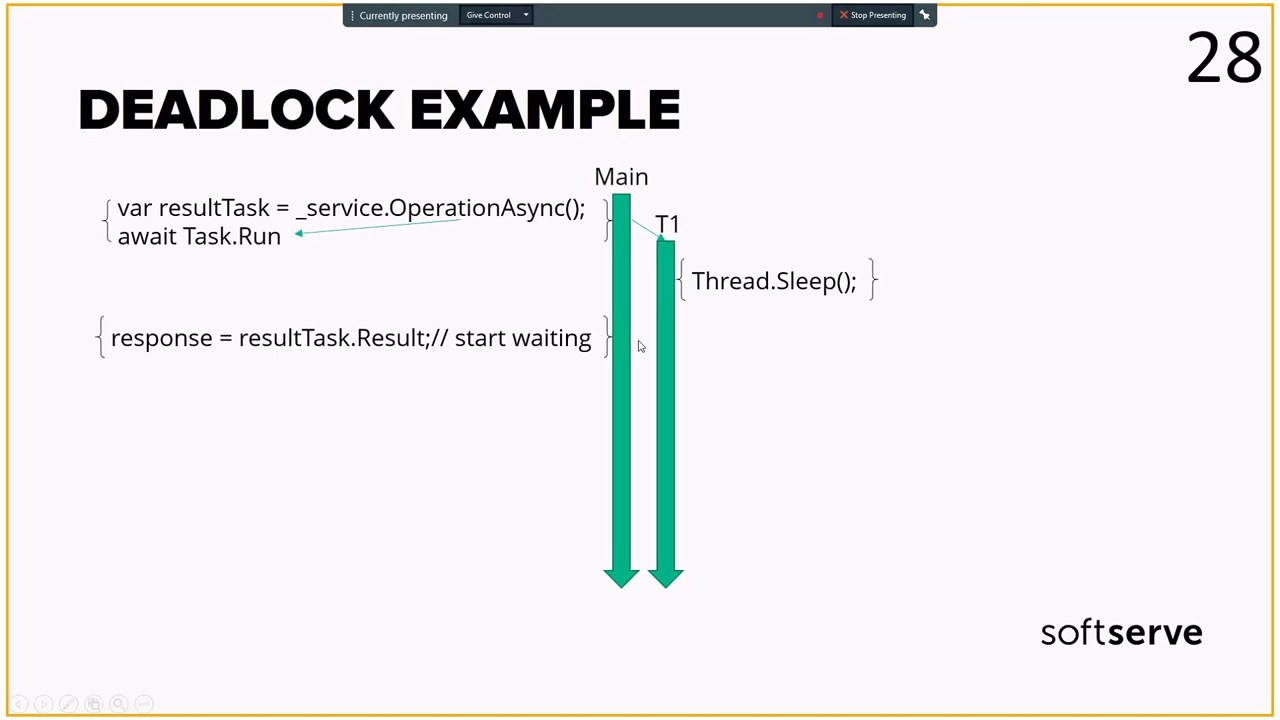 Currently presenting
Give Control
Stop Presenting
28
DEADLOCK EXAMPLE
Main
var resultTask = _service.OperationAsync();
await Task.Run
T1
Thread.Sleep();
response = resultTask.Result;// start waiting
softserve